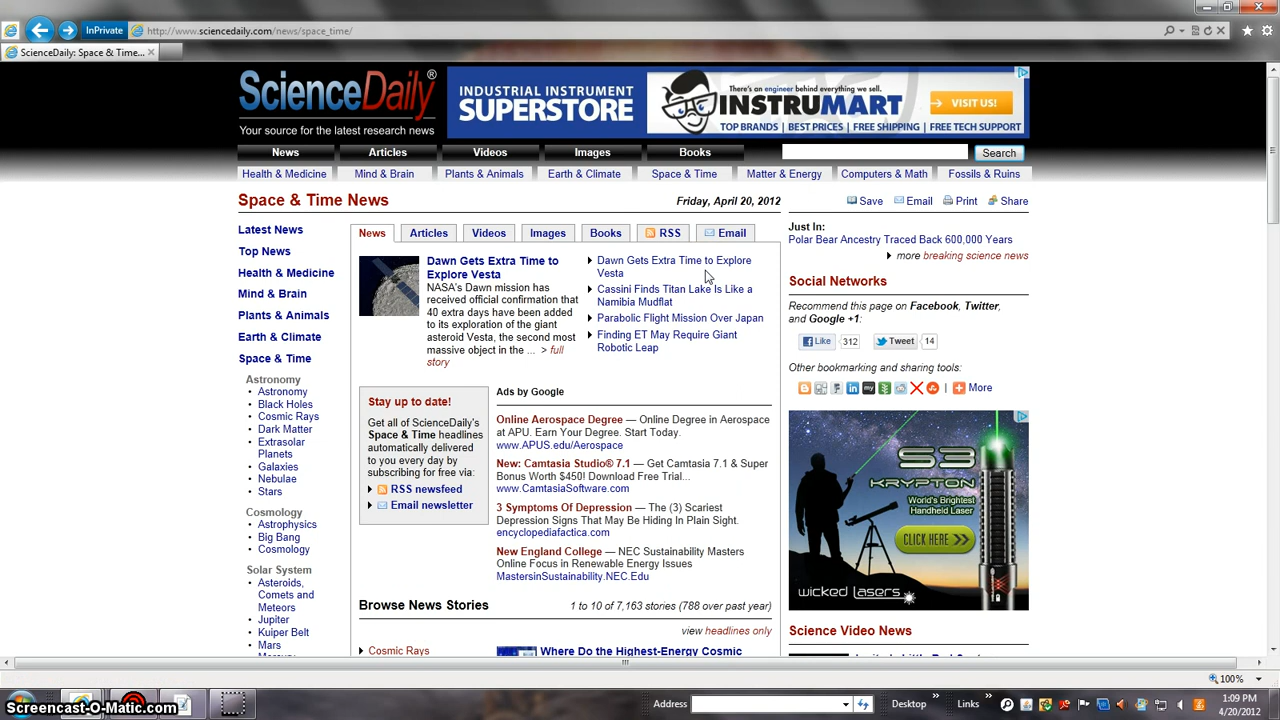 InPrivate
http://www.sciencedaily.com/news/space_time/
ScienceDaily: Space & Time...
ScienceDaily®
Your source for the latest research news
INDUSTRIAL INSTRUMENT
SUPERSTORE
There's an engineer behind everything we sell.
INSTRUMART
TOP BRANDS | BEST PRICES | FREE SHIPPING | FREE TECH SUPPORT
VISIT US!
News Articles Videos Images Books
Search
Health & Medicine Mind & Brain Plants & Animals Earth & Climate Space & Time Matter & Energy Computers & Math Fossils & Ruins
Space & Time News
Friday, April 20, 2012
Save Email Print Share
Latest News
Top News
Health & Medicine
Mind & Brain
Plants & Animals
Earth & Climate
Space & Time
Astronomy
• Astronomy
• Black Holes
• Cosmic Rays
• Dark Matter
• Extrasolar
Planets
• Galaxies
• Nebulae
• Stars
Cosmology
• Astrophysics
• Big Bang
• Cosmology
Solar System
• Asteroids,
Comets and
Meteors
• Jupiter
• Kuiper Belt
• Mars
News Articles Videos Images Books RSS Email
Dawn Gets Extra Time to
Explore Vesta
NASA's Dawn mission has
received official confirmation that
40 extra days have been added
to its exploration of the giant
asteroid Vesta, the second most
massive object in the ... > full
story
Dawn Gets Extra Time to Explore
Vesta
Cassini Finds Titan Lake Is Like a
Namibia Mudflat
Parabolic Flight Mission Over Japan
Finding ET May Require Giant
Robotic Leap
Stay up to date!
Get all of ScienceDaily's
Space & Time headlines
automatically delivered
to you every day by
subscribing for free via:
RSS newsfeed
Email newsletter
Ads by Google
Online Aerospace Degree — Online Degree in Aerospace
at APU. Earn Your Degree. Start Today.
www.APUS.edu/Aerospace
New: Camtasia Studio® 7.1 — Get Camtasia 7.1 & Super
Bonus Worth $450! Download Free Trial...
www.CamtasiaSoftware.com
3 Symptoms Of Depression — The (3) Scariest
Depression Signs That May Be Hiding In Plain Sight.
encyclopediafactica.com
New England College — NEC Sustainability Masters
Online Focus in Renewable Energy Issues
MastersinSustainability.NEC.Edu
Browse News Stories
1 to 10 of 7,163 stories (788 over past year)
view headlines only
Cosmic Rays
Where Do the Highest-Energy Cosmic
Just In:
Polar Bear Ancestry Traced Back 600,000 Years
more breaking science news
Social Networks
Recommend this page on Facebook, Twitter,
and Google +1:
Like 312 Tweet 14
Other bookmarking and sharing tools:
| More
S3
KRYPTON
World's Brightest
Handheld Laser
CLICK HERE >>
wicked lasers
Science Video News
100%
Screencast-O-Matic.com
Address
Desktop
Links
1:09 PM
4/20/2012